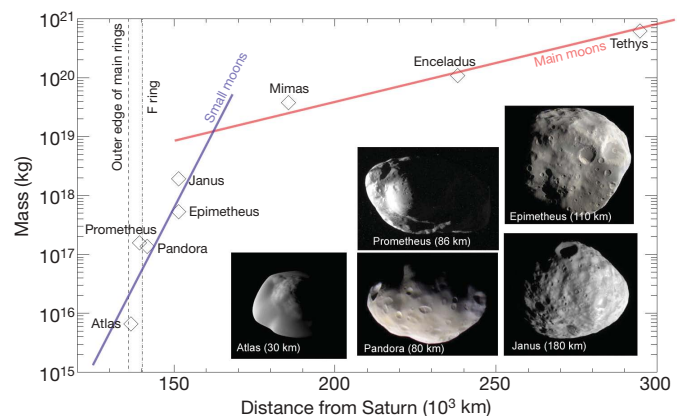 10²¹
10²⁰
10¹⁹
10¹⁸
10¹⁷
10¹⁶
10¹⁵
Mass (kg)
Outer edge of main rings
F ring
Small moons
Main moons
Tethys
Enceladus
Mimas
Janus
Epimetheus
Prometheus
Pandora
Atlas
Epimetheus (110 km)
Prometheus (86 km)
Atlas (30 km)
Pandora (80 km)
Janus (180 km)
150
200
250
300
Distance from Saturn (10³ km)